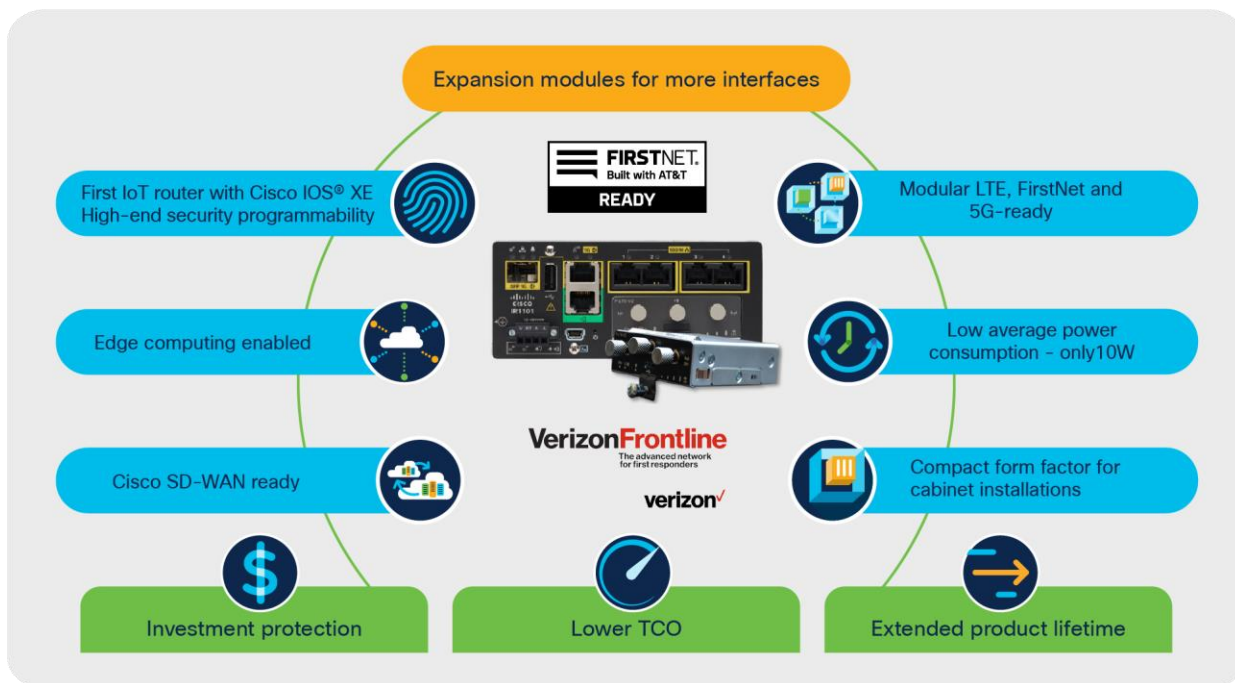 Expansion modules for more interfaces
FIRSTNET.
Built with AT&T
READY
First IoT router with Cisco IOS® XE
High-end security programmability
Modular LTE, FirstNet and
5G-ready
CISCO
IR1101
Edge computing enabled
Low average power
consumption - only10W
VerizonFrontline
The advanced network
for first responders
verizon
Cisco SD-WAN ready
Compact form factor for
cabinet installations
Investment protection
Lower TCO
Extended product lifetime